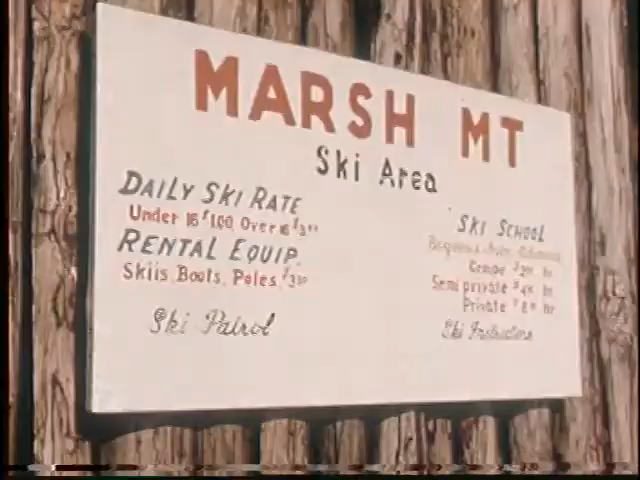 MARSH MT
Ski Area
DAILY SKI RATE
Under 16 $1.00 Over 16 $3.00
RENTAL EQUIP.
Skiis, Boots, Poles, $3.50
Ski Patrol
SKI SCHOOL
Group $2.00 hr
Semi private $4.00 hr
Private $8.00 hr
Ski Instructors